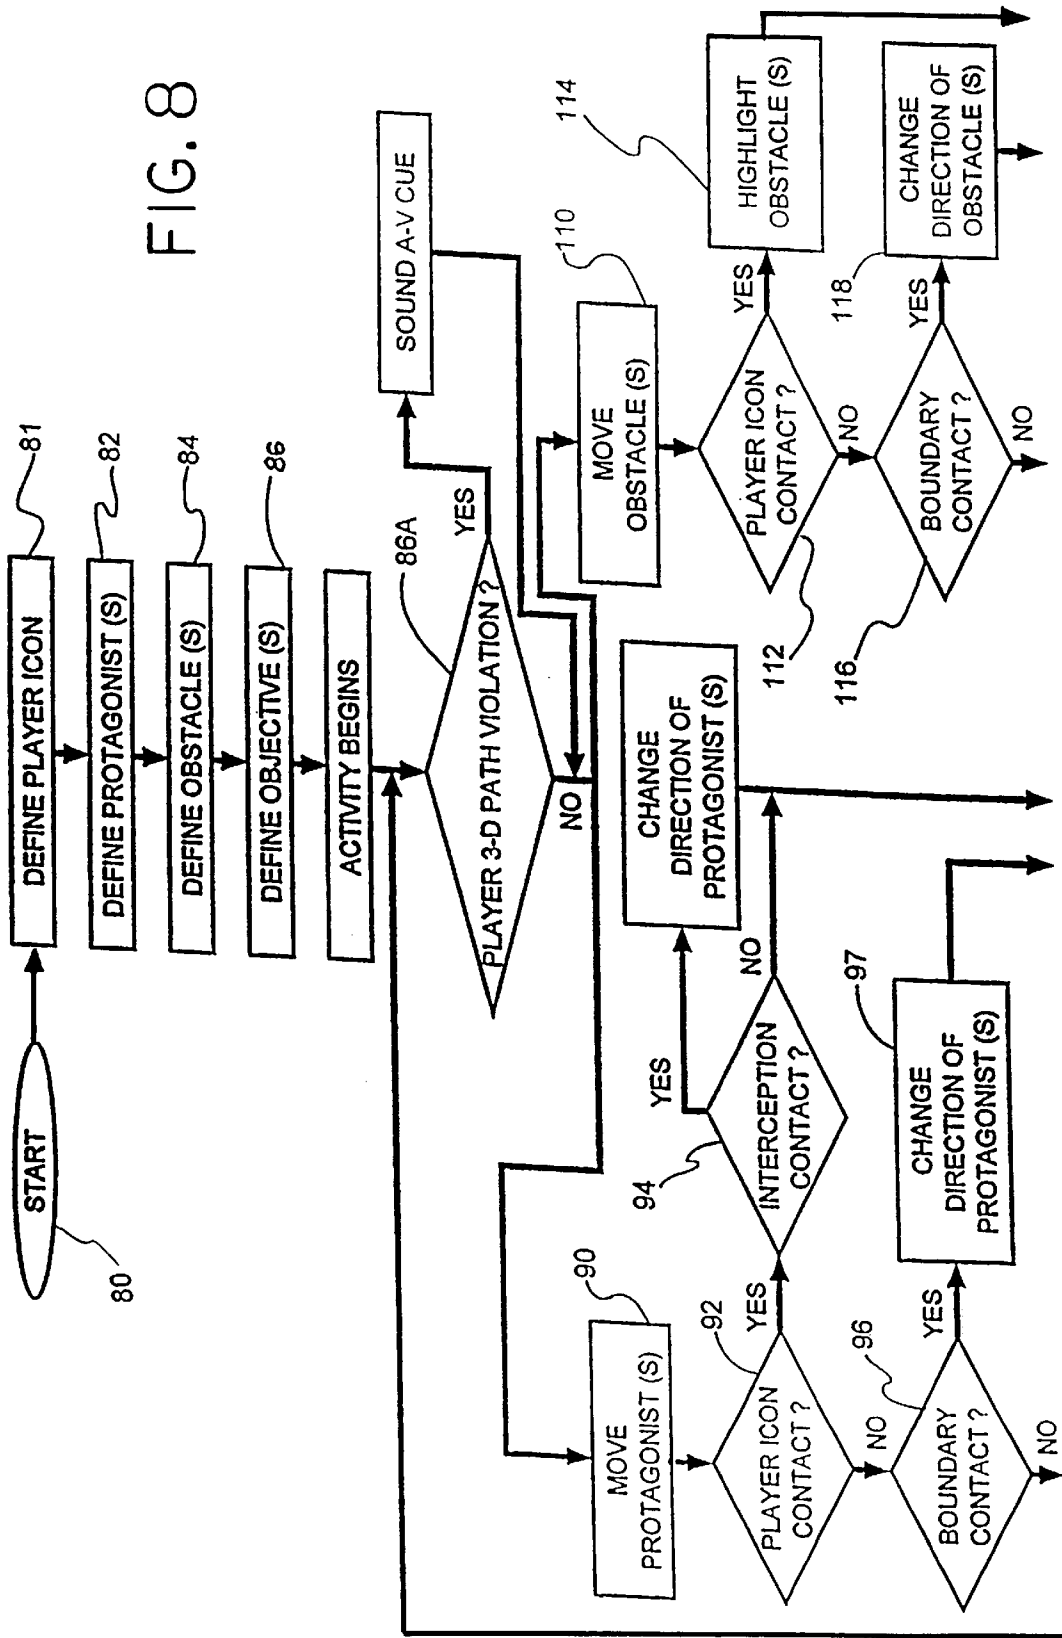 FIG. 8
START
80
DEFINE PLAYER ICON
81
DEFINE PROTAGONIST (S)
82
DEFINE OBSTACLE (S)
84
DEFINE OBJECTIVE (S)
86
ACTIVITY BEGINS
PLAYER 3-D PATH VIOLATION ?
86A
YES
SOUND A-V CUE
NO
MOVE
PROTAGONIST (S)
90
PLAYER ICON
CONTACT ?
92
YES
NO
INTERCEPTION
CONTACT ?
94
YES
NO
CHANGE
DIRECTION OF
PROTAGONIST (S)
BOUNDARY
CONTACT ?
96
YES
NO
CHANGE
DIRECTION OF
PROTAGONIST (S)
97
MOVE
OBSTACLE (S)
110
PLAYER ICON
CONTACT ?
112
YES
NO
HIGHLIGHT
OBSTACLE (S)
114
BOUNDARY
CONTACT ?
116
YES
NO
CHANGE
DIRECTION OF
OBSTACLE (S)
118